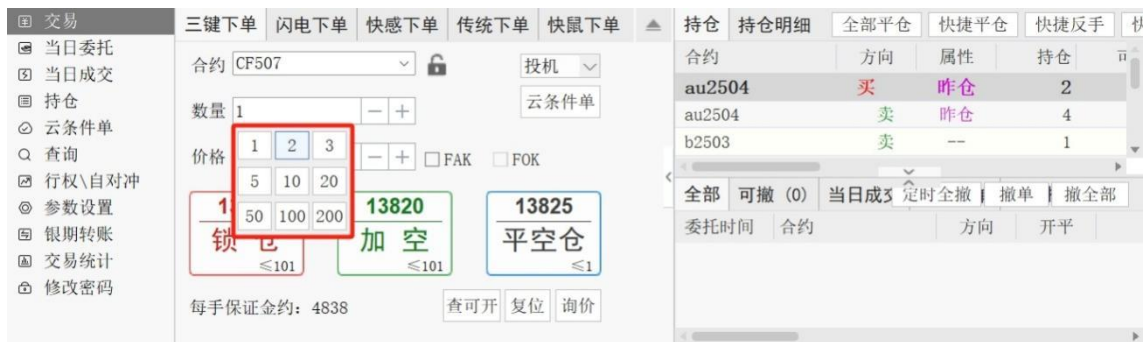 交易
当日委托
当日成交
持仓
云条件单
查询
行权\自对冲
参数设置
银期转账
交易统计
修改密码
三键下单 闪电下单 快感下单 传统下单 快鼠下单
合约 CF507 投机
数量 1 云条件单
价格 FAK FOK
1 2 3
5 10 20
50 100 200
锁 仓 ≤101
13820 加 空 ≤101
13825 平空仓 ≤1
每手保证金约：4838 查可开 复位 询价
持仓 持仓明细 全部平仓 快捷平仓 快捷反手
合约 方向 属性 持仓
au2504 买 昨仓 2
au2504 卖 昨仓 4
b2503 卖 -- 1
全部 可撤 (0) 当日成交 定时全撤 撤单 撤全部
委托时间 合约 方向 开平